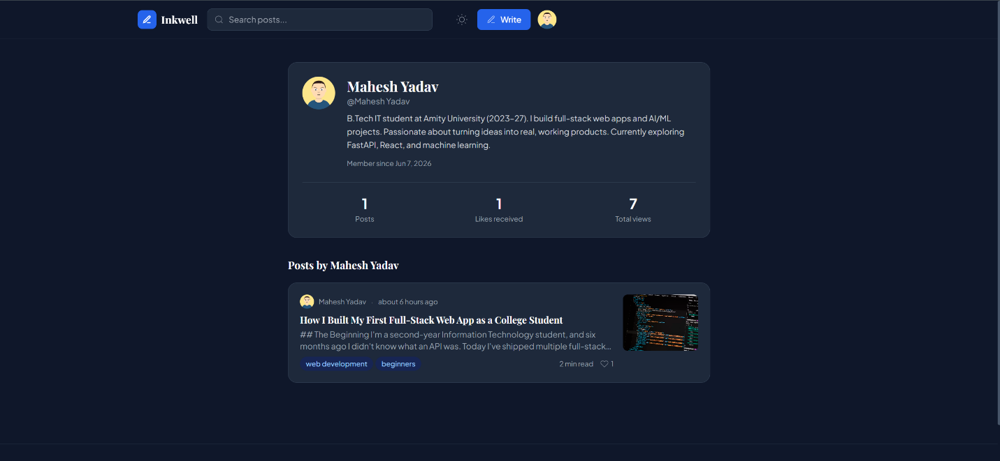 Inkwell
Search posts...
Write
Mahesh Yadav
@Mahesh Yadav
B.Tech IT student at Amity University (2023–27). I build full-stack web apps and AI/ML
projects. Passionate about turning ideas into real, working products. Currently exploring
FastAPI, React, and machine learning.
Member since Jun 7, 2026
1
Posts
1
Likes received
7
Total views
Posts by Mahesh Yadav
Mahesh Yadav · about 6 hours ago
How I Built My First Full-Stack Web App as a College Student
## The Beginning I'm a second-year Information Technology student, and six
months ago I didn't know what an API was. Today I've shipped multiple full-stack...
web development beginners 2 min read 1